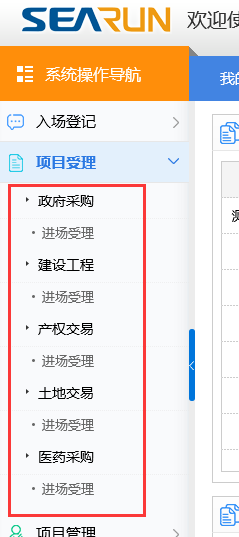 SEARUN 欢迎使
系统操作导航
我的
入场登记
项目受理
政府采购
进场受理
建设工程
进场受理
产权交易
进场受理
土地交易
进场受理
医药采购
进场受理
项目管理